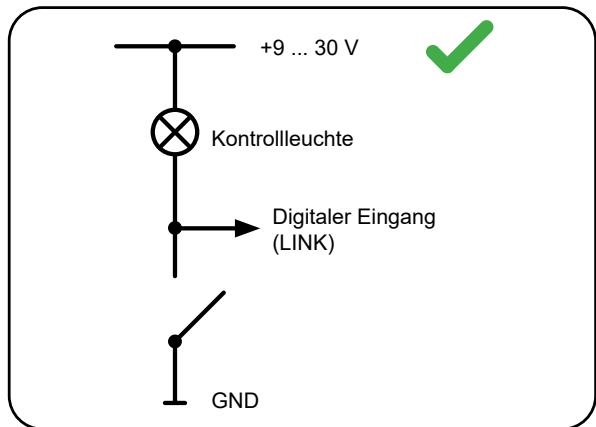 +9 ... 30 V
Kontrollleuchte
Digitaler Eingang
(LINK)
GND